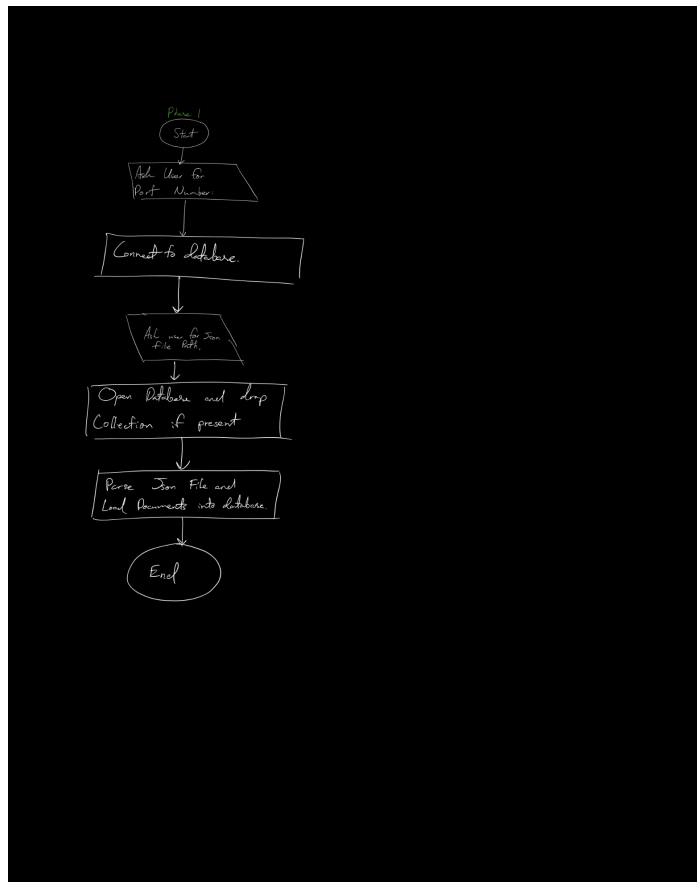 Phase 1
Start
Ask User for
Port Number:
Connect to database.
Ask user for Json
File Path.
Open Database and drop
Collection if present
Parse Json File and
Load Documents into database.
End